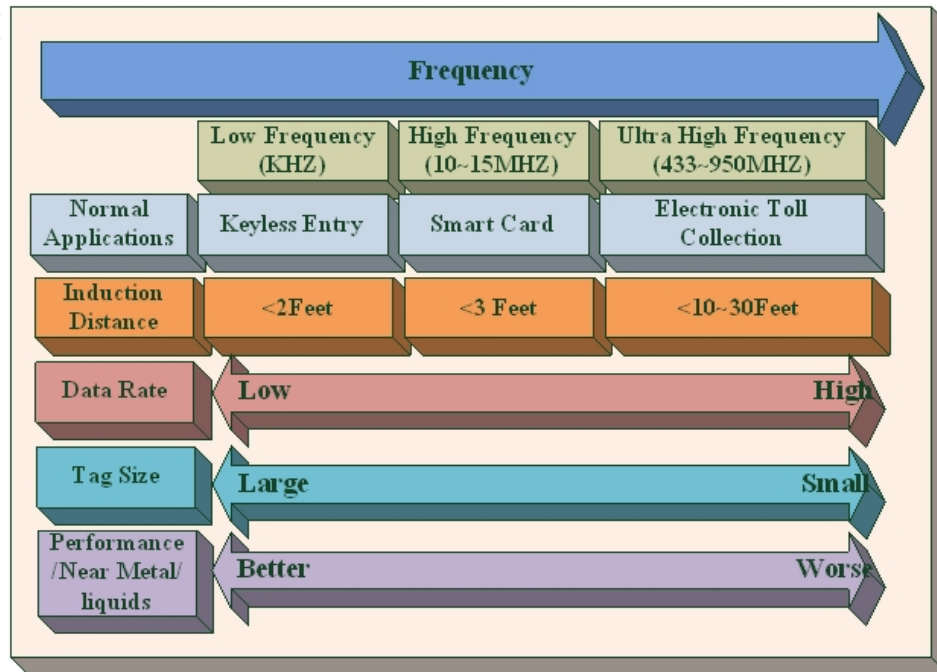 Frequency
Low Frequency High Frequency Ultra High Frequency
(KHZ) (10~15MHZ) (433~950MHZ)
Normal
Applications
Keyless Entry
Smart Card
Electronic Toll
Collection
Induction
Distance
<2Feet
<3 Feet
<10~30Feet
Data Rate
Low
High
Tag Size
Large
Small
Performance
/Near Metal/
liquids
Better
Worse